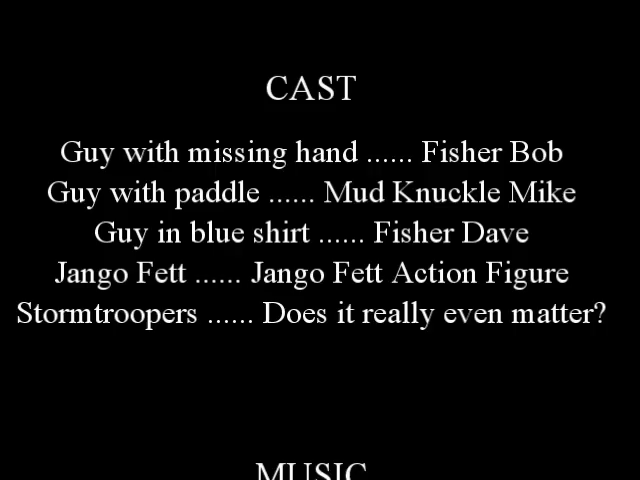 CAST
Guy with missing hand ...... Fisher Bob
Guy with paddle ...... Mud Knuckle Mike
Guy in blue shirt ...... Fisher Dave
Jango Fett ...... Jango Fett Action Figure
Stormtroopers ...... Does it really even matter?
MUSIC